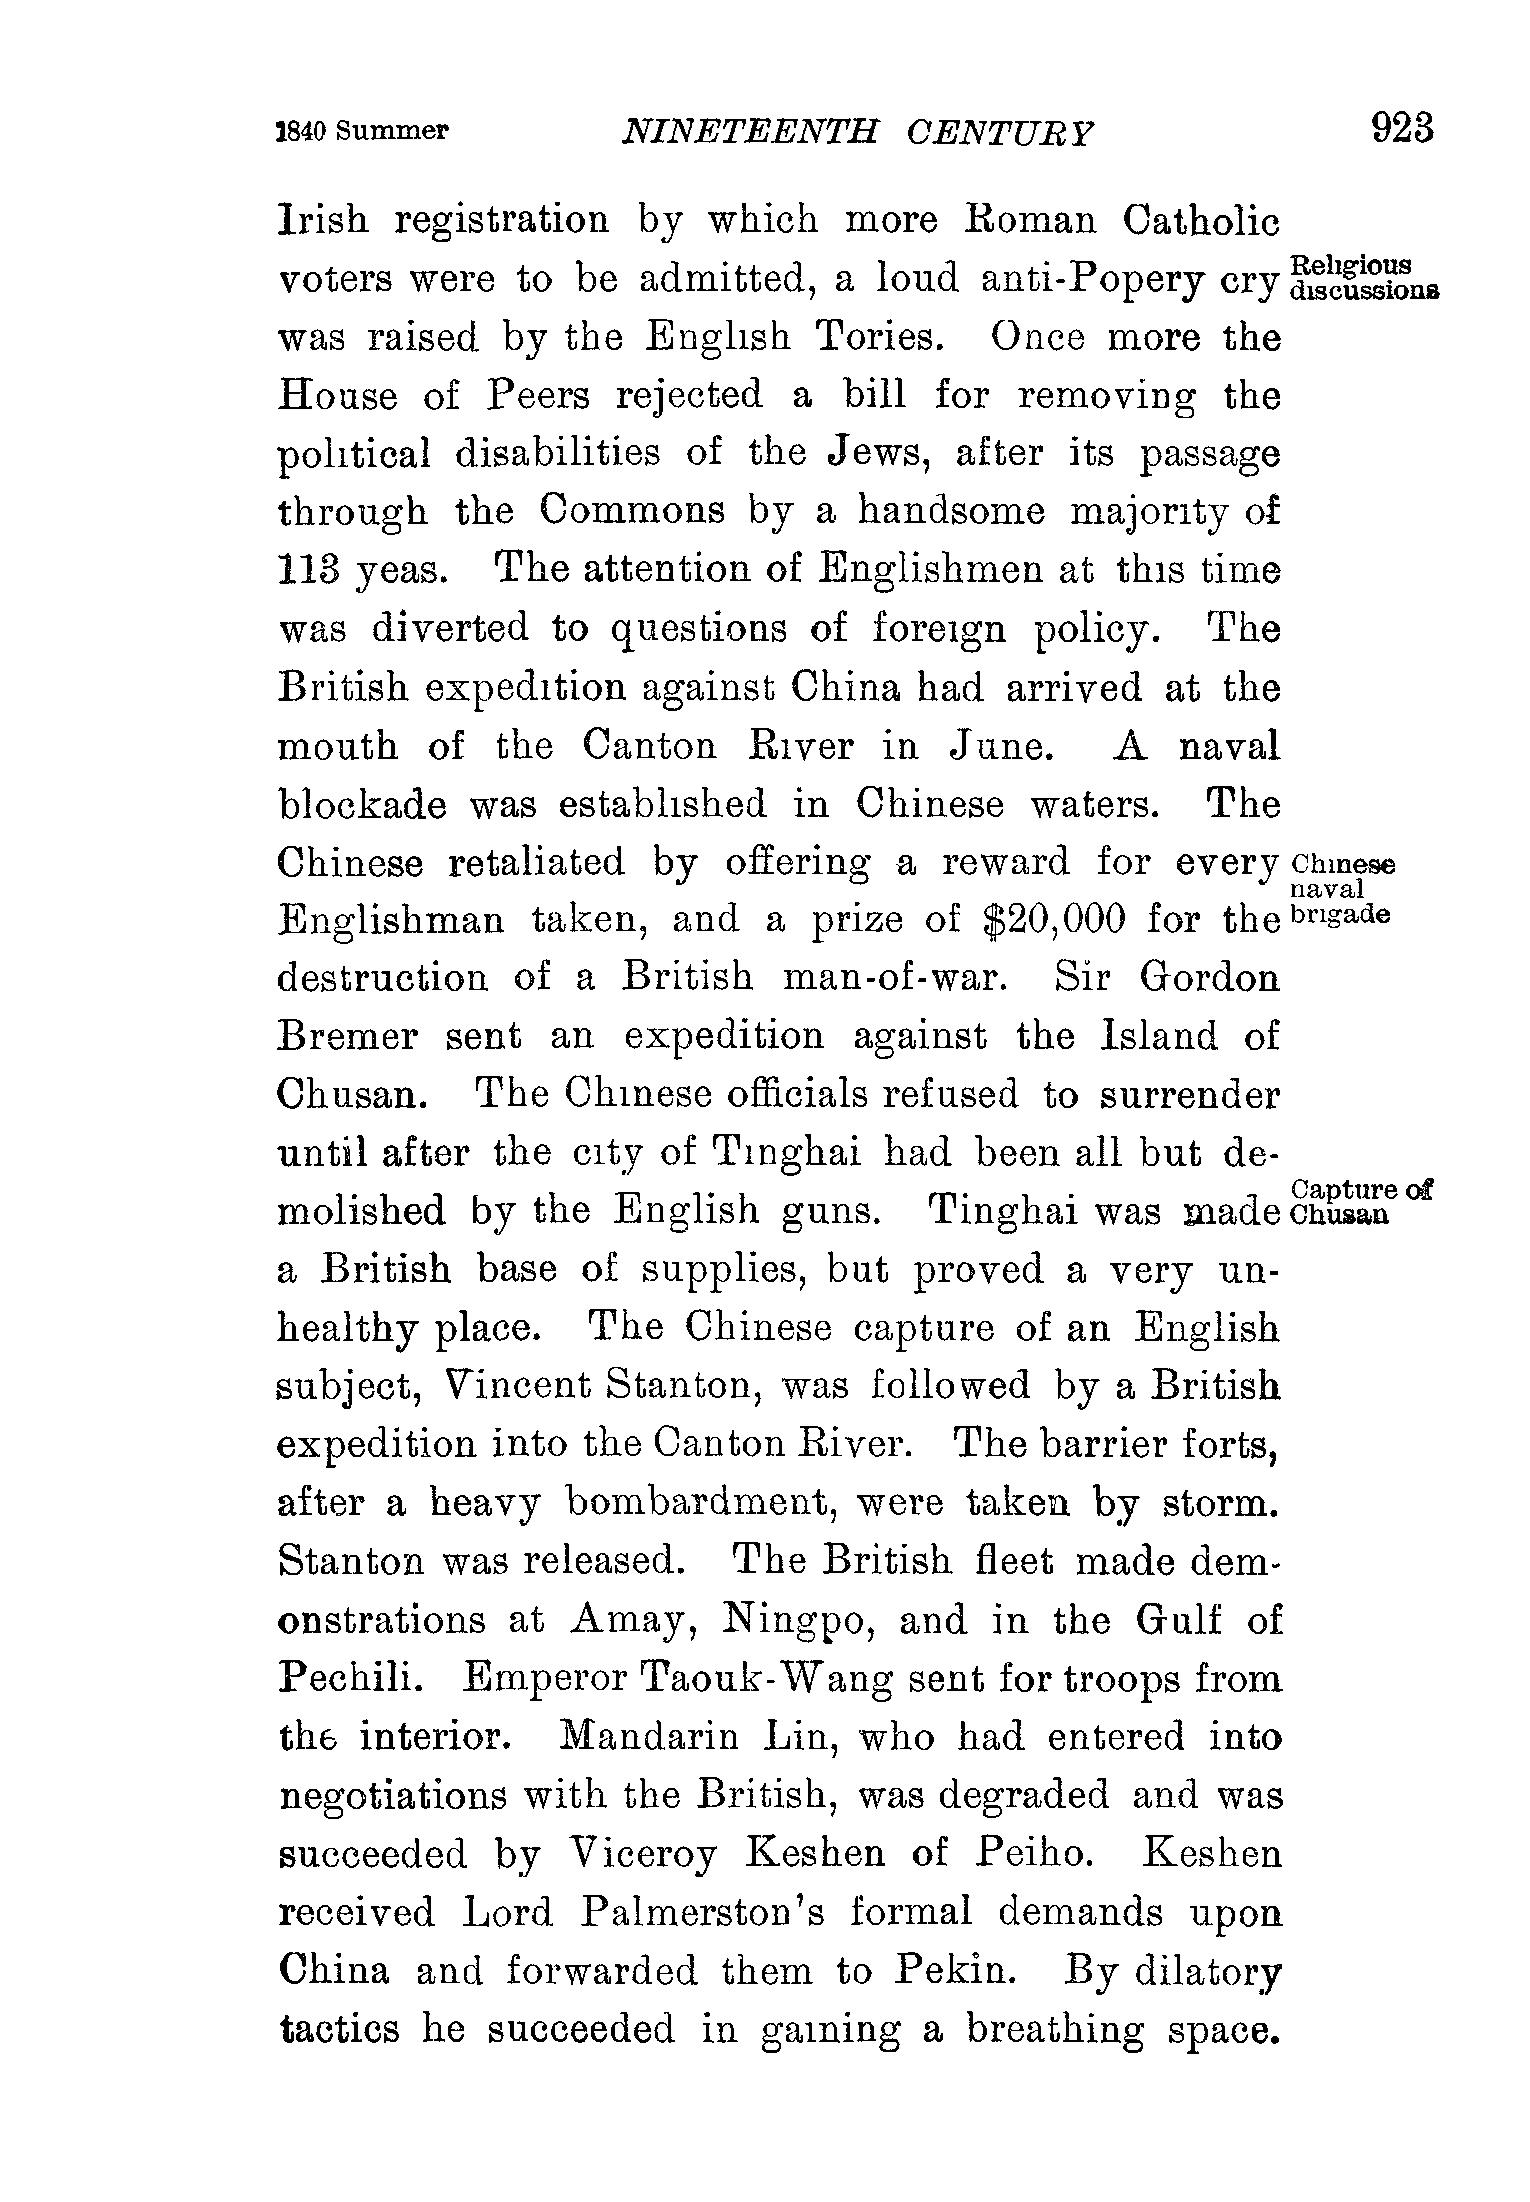 1840 Summer NINETEENTH CENTURY 923
Irish registration by which more Roman Catholic
voters were to be admitted, a loud anti-Popery cry
Religious
discussions
was raised by the English Tories. Once more the
House of Peers rejected a bill for removing the
political disabilities of the Jews, after its passage
through the Commons by a handsome majority of
113 yeas. The attention of Englishmen at this time
was diverted to questions of foreign policy. The
British expedition against China had arrived at the
mouth of the Canton River in June. A naval
blockade was established in Chinese waters. The
Chinese retaliated by offering a reward for every
Chinese
naval
brigade
Englishman taken, and a prize of $20,000 for the
destruction of a British man-of-war. Sir Gordon
Bremer sent an expedition against the Island of
Chusan. The Chinese officials refused to surrender
until after the city of Tinghai had been all but de-
molished by the English guns. Tinghai was made
Capture of
Chusan
a British base of supplies, but proved a very un-
healthy place. The Chinese capture of an English
subject, Vincent Stanton, was followed by a British
expedition into the Canton River. The barrier forts,
after a heavy bombardment, were taken by storm.
Stanton was released. The British fleet made dem-
onstrations at Amay, Ningpo, and in the Gulf of
Pechili. Emperor Taouk-Wang sent for troops from
the interior. Mandarin Lin, who had entered into
negotiations with the British, was degraded and was
succeeded by Viceroy Keshen of Peiho. Keshen
received Lord Palmerston's formal demands upon
China and forwarded them to Pekin. By dilatory
tactics he succeeded in gaining a breathing space.